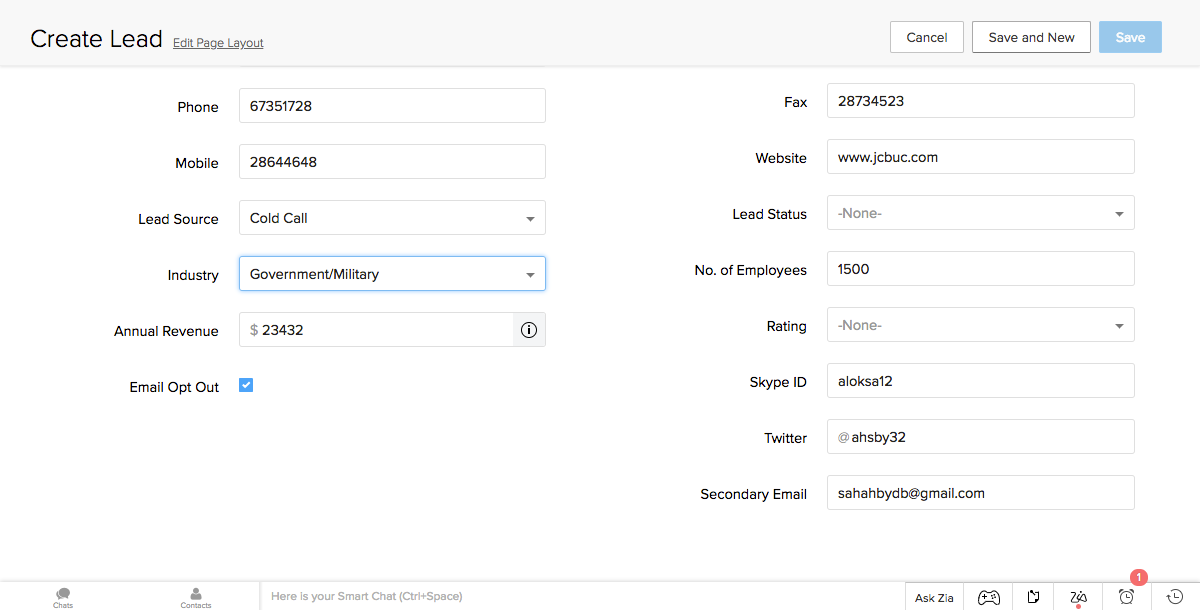 Create Lead Edit Page Layout Cancel Save and New Save
Phone 67351728
Mobile 28644648
Lead Source Cold Call
Industry Government/Military
Annual Revenue $ 23432
Email Opt Out
Fax 28734523
Website www.jcbuc.com
Lead Status -None-
No. of Employees 1500
Rating -None-
Skype ID aloksa12
Twitter @ ahsby32
Secondary Email sahahbydb@gmail.com
Chats Contacts Here is your Smart Chat (Ctrl+Space) Ask Zia 1